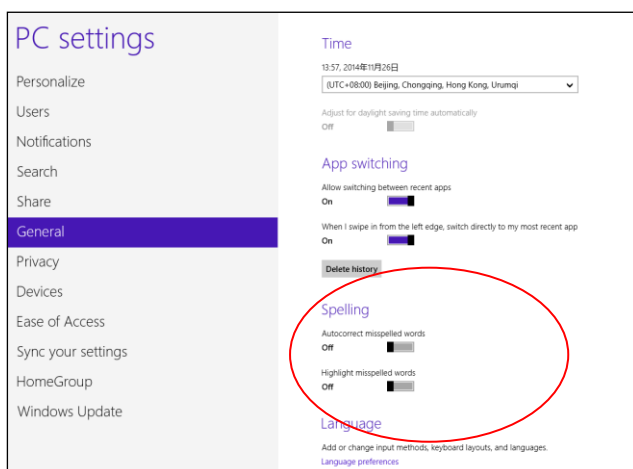 PC settings
Personalize
Users
Notifications
Search
Share
General
Privacy
Devices
Ease of Access
Sync your settings
HomeGroup
Windows Update
Time
13:57, 2014年11月26日
(UTC+08:00) Beijing, Chongqing, Hong Kong, Urumqi
Adjust for daylight saving time automatically
Off
App switching
Allow switching between recent apps
On
When I swipe in from the left edge, switch directly to my most recent app
On
Delete history
Spelling
Autocorrect misspelled words
Off
Highlight misspelled words
Off
Language
Add or change input methods, keyboard layouts, and languages.
Language preferences